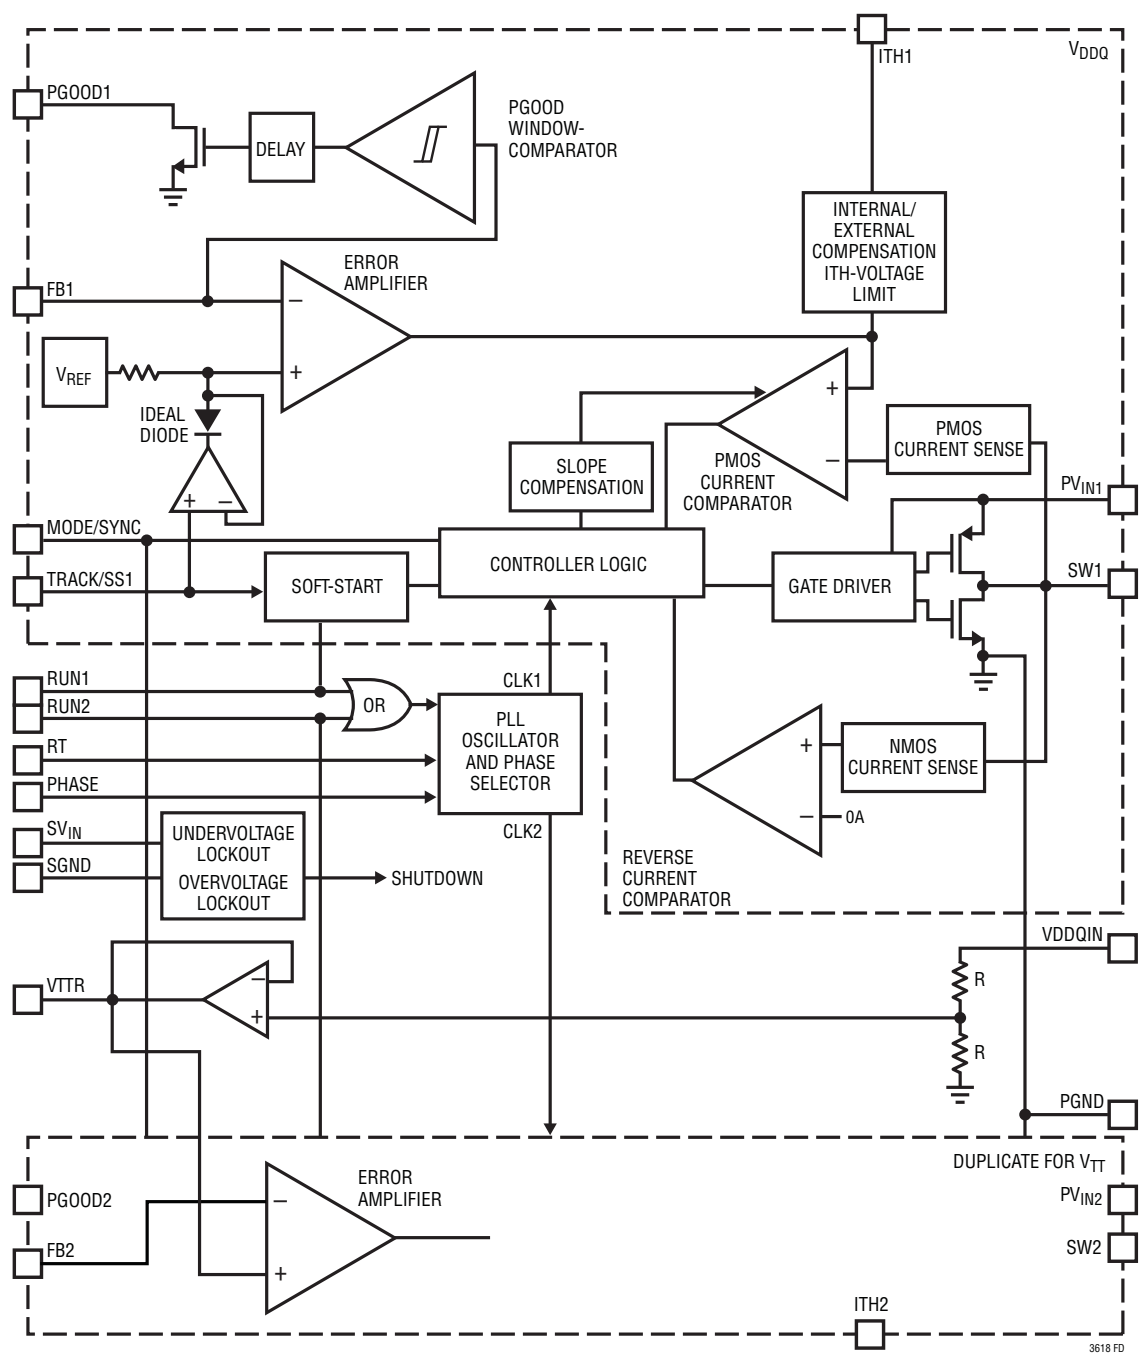 ITH1
VDDQ
PGOOD1
PGOOD
WINDOW-
COMPARATOR
DELAY
INTERNAL/
EXTERNAL
COMPENSATION
ITH-VOLTAGE
LIMIT
ERROR
AMPLIFIER
FB1
−
+
VREF
IDEAL
DIODE
+ −
+
−
PMOS
CURRENT SENSE
PMOS
CURRENT
COMPARATOR
SLOPE
COMPENSATION
PVIN1
MODE/SYNC
CONTROLLER LOGIC
TRACK/SS1
SOFT-START
GATE DRIVER
SW1
RUN1
RUN2
OR
CLK1
PLL
OSCILLATOR
AND PHASE
SELECTOR
RT
PHASE
CLK2
+
−
NMOS
CURRENT SENSE
0A
SVIN
SGND
UNDERVOLTAGE
LOCKOUT
OVERVOLTAGE
LOCKOUT
SHUTDOWN
REVERSE
CURRENT
COMPARATOR
VDDQIN
VTTR
−
+
R
R
PGND
DUPLICATE FOR VTT
ERROR
AMPLIFIER
PGOOD2
−
+
PVIN2
FB2
SW2
ITH2
3618 FD